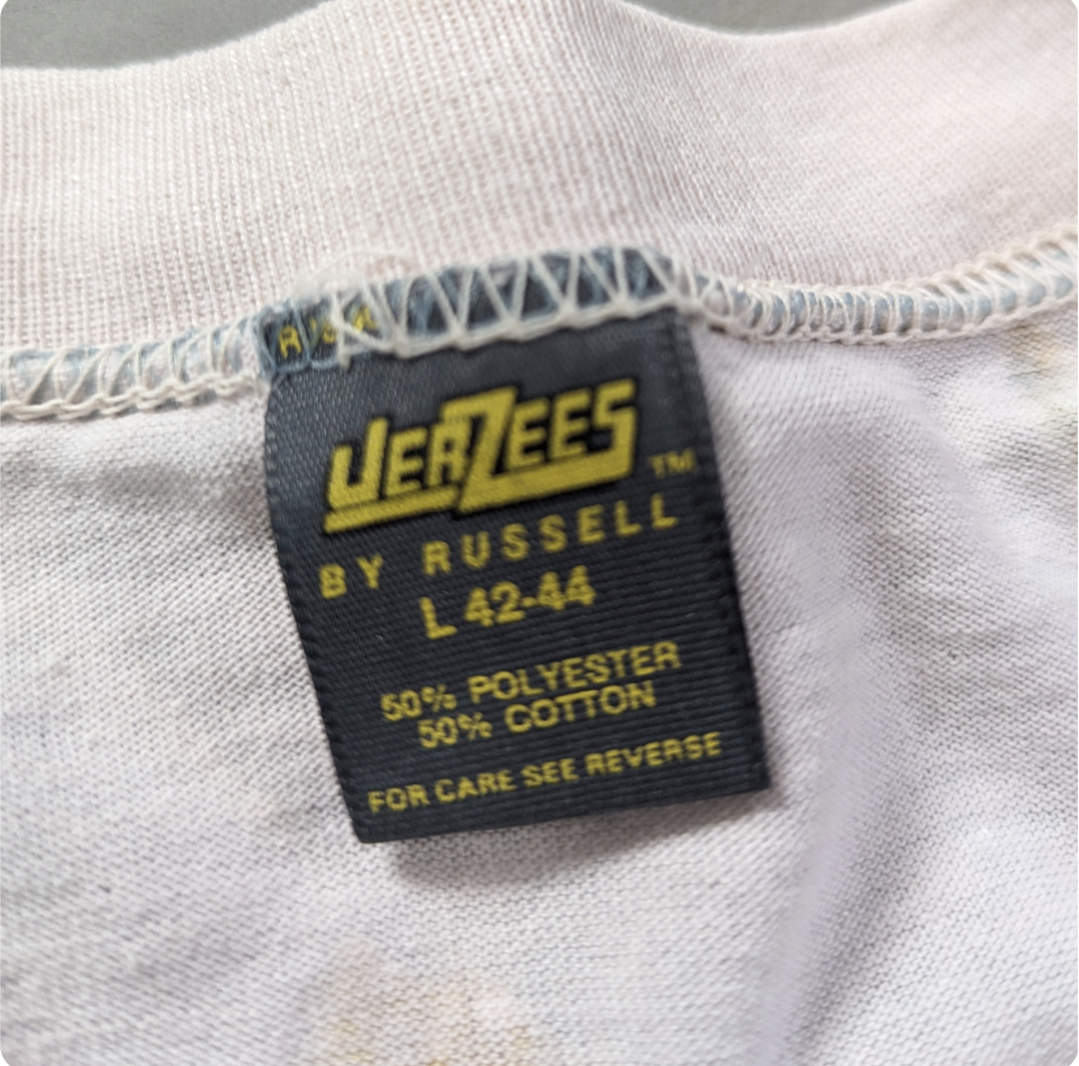 JERZEES
TM
BY RUSSELL
L 42-44
50% POLYESTER
50% COTTON
FOR CARE SEE REVERSE